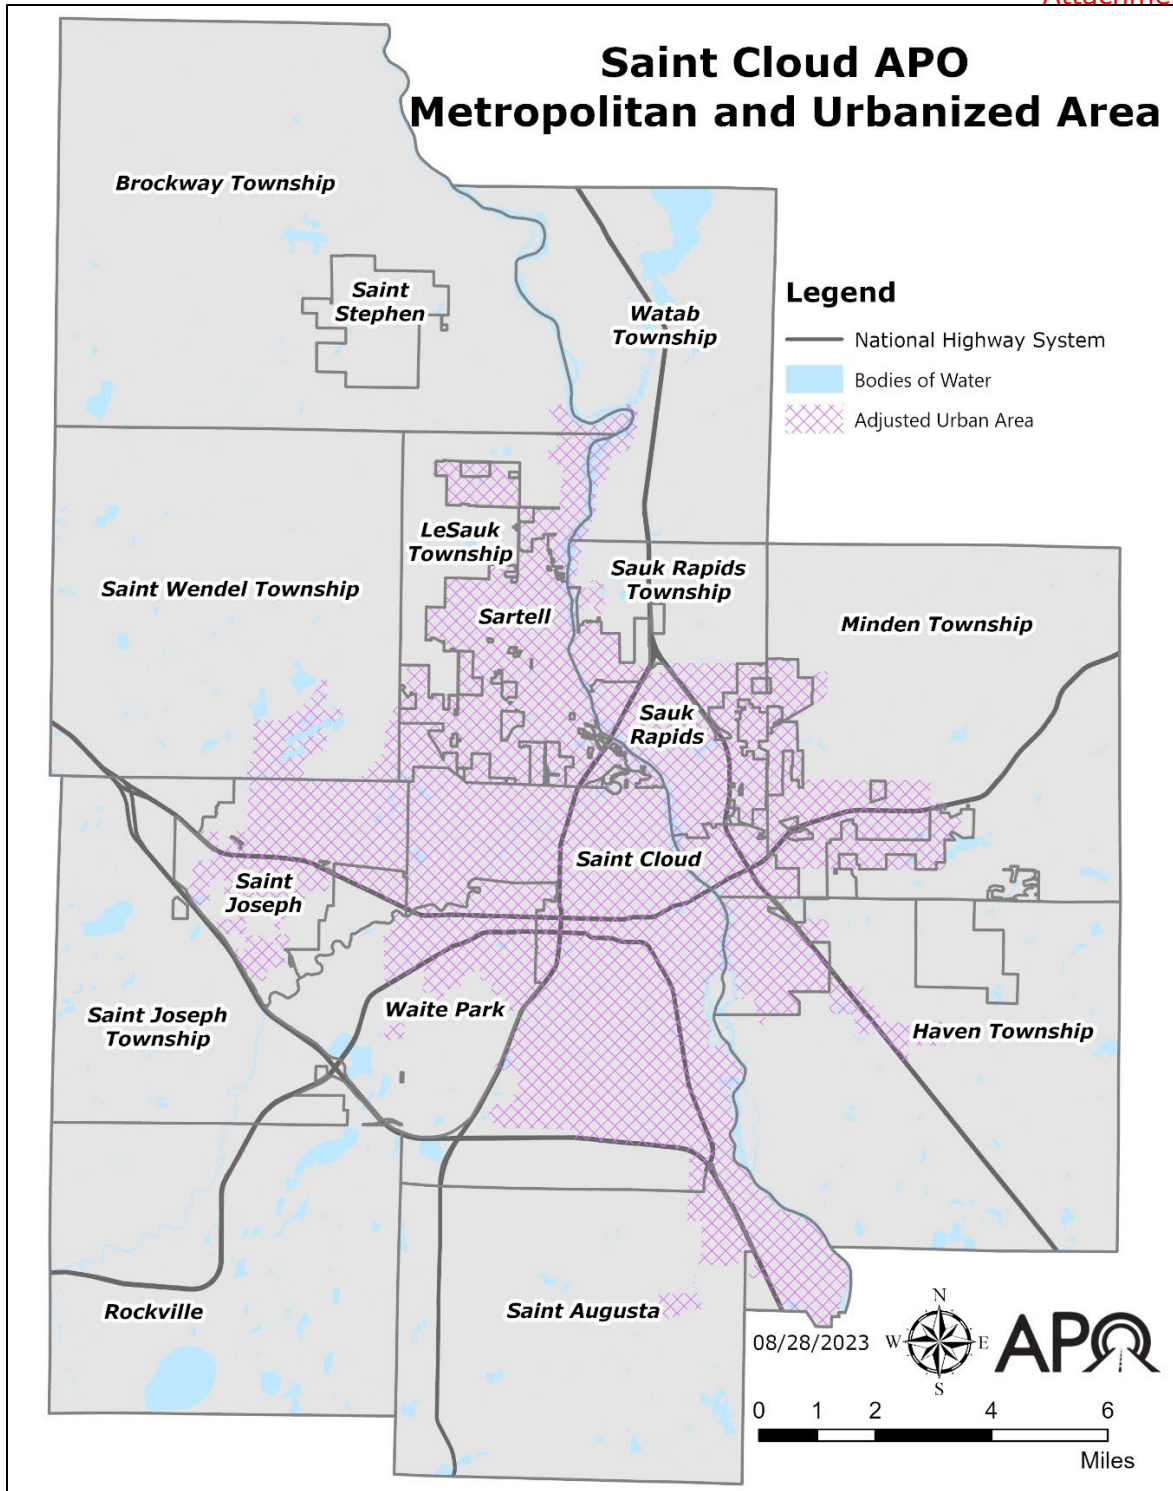 Saint Cloud APO
Metropolitan and Urbanized Area
Brockway Township
Saint
Stephen
Watab
Township
Legend
National Highway System
Bodies of Water
Adjusted Urban Area
LeSauk
Township
Sauk Rapids
Township
Saint Wendel Township
Sartell
Minden Township
Sauk
Rapids
Saint Cloud
Saint
Joseph
Waite Park
Saint Joseph
Township
Haven Township
Rockville
Saint Augusta
08/28/2023
N
W
E
S
APO
0 1 2 4 6
Miles